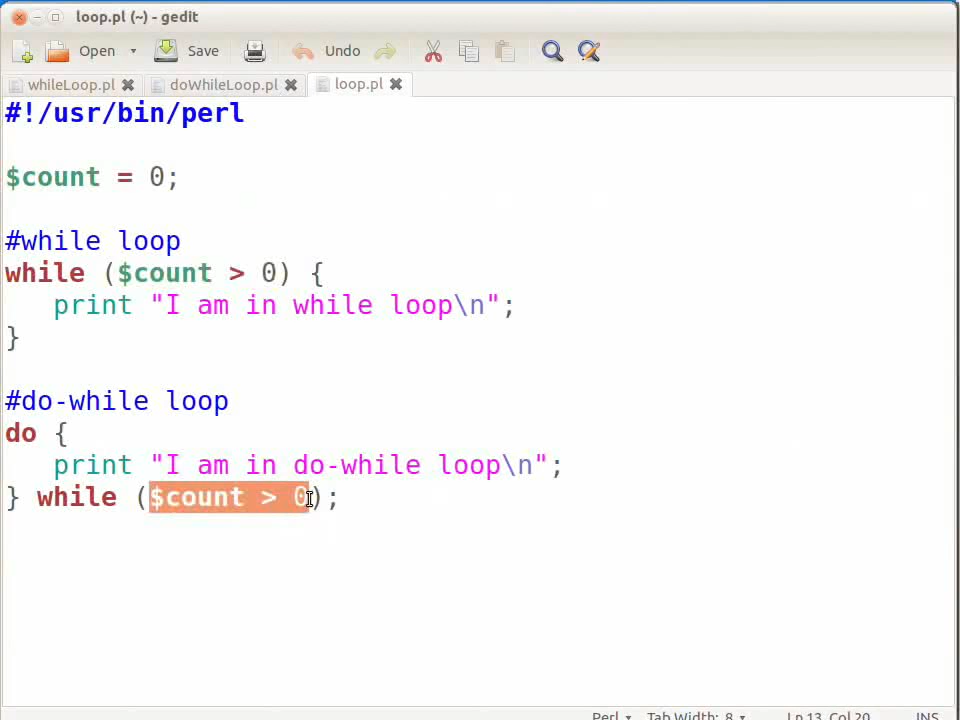 loop.pl (~) - gedit
Open Save Undo
whileLoop.pl doWhileLoop.pl loop.pl
#!/usr/bin/perl
$count = 0;
#while loop
while ($count > 0) {
print "I am in while loop\n";
}
#do-while loop
do {
print "I am in do-while loop\n";
} while ($count > 0);
Perl Tab Width: 8 Ln 13, Col 20 INS